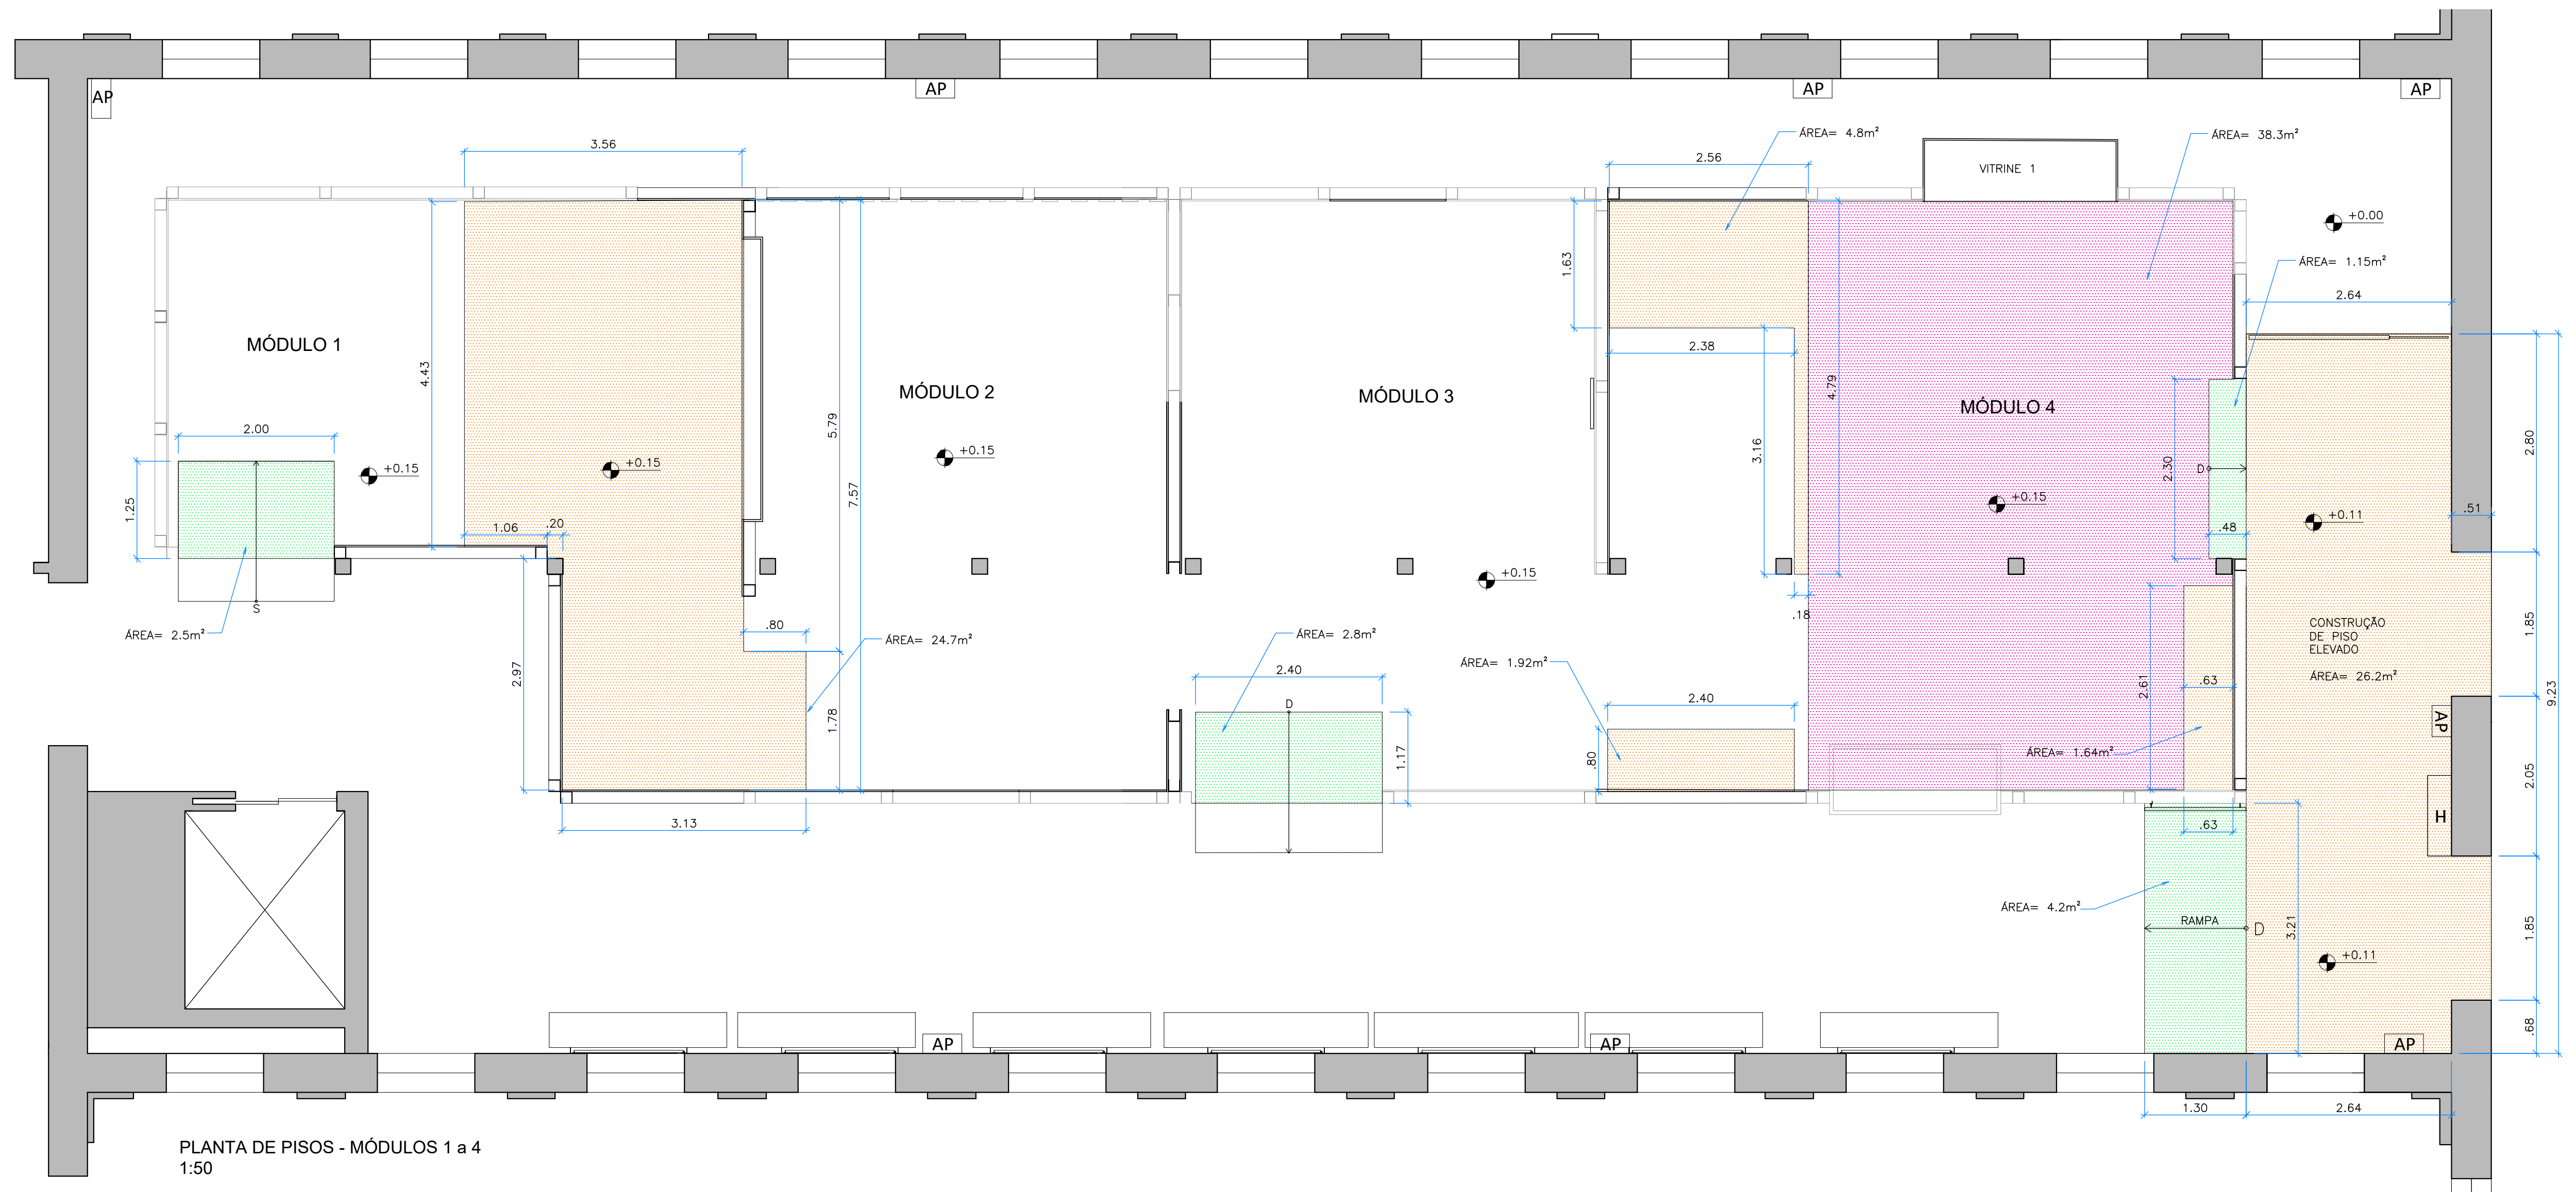 AP
AP
AP
AP
3.56
2.56
ÁREA= 4.8m²
ÁREA= 38.3m²
VITRINE 1
+0.00
1.63
ÁREA= 1.15m²
2.64
MÓDULO 1
4.43
MÓDULO 2
5.79
7.57
MÓDULO 3
2.38
4.79
MÓDULO 4
3.16
2.00
1.25
+0.15
+0.15
+0.15
2.30
D
2.80
+0.15
.51
+0.11
.48
1.06
.20
+0.15
S
.18
ÁREA= 2.5m²
2.97
.80
ÁREA= 24.7m²
ÁREA= 2.8m²
ÁREA= 1.92m²
CONSTRUÇÃO
DE PISO
ELEVADO
ÁREA= 26.2m²
1.85
9.23
2.40
D
2.61
.63
2.40
1.78
1.17
.80
ÁREA= 1.64m²
AP
2.05
3.13
.63
H
ÁREA= 4.2m²
RAMPA
D
3.21
1.85
+0.11
.68
AP
AP
AP
1.30
2.64
PLANTA DE PISOS - MÓDULOS 1 a 4
1:50